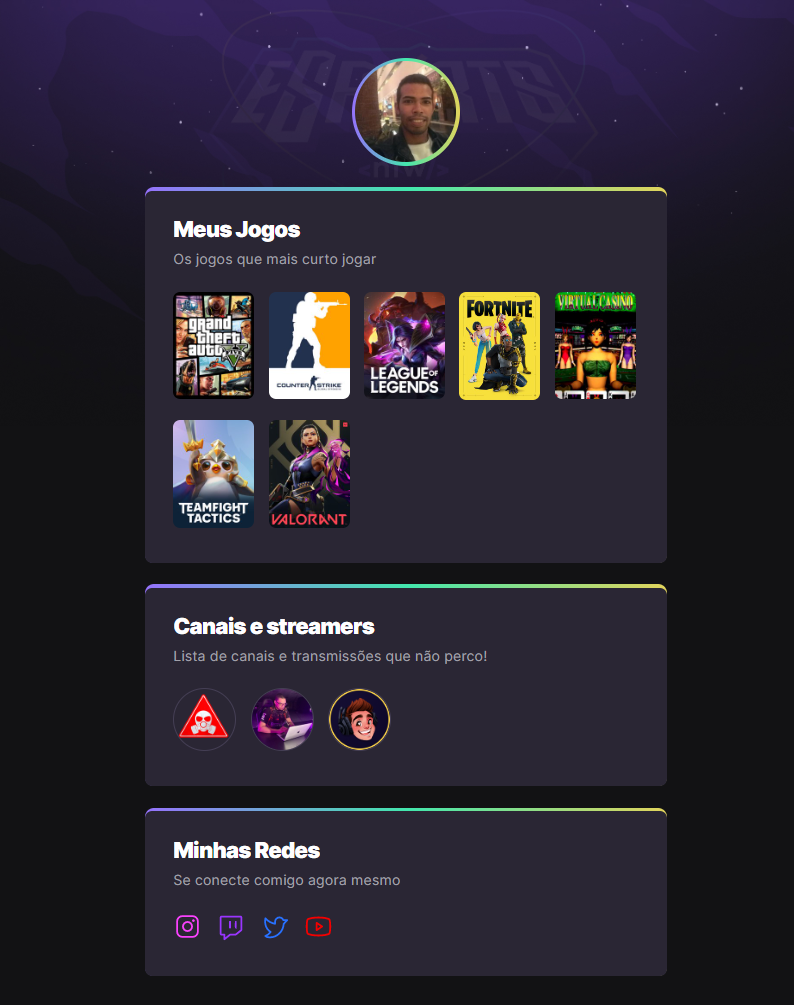 ESPORTS
<nlw/>
Meus Jogos
Os jogos que mais curto jogar
grand
theft
auto V
COUNTER STRIKE
LEAGUE OF
LEGENDS
FORTNITE
VIRTUAL CASINO
TEAMFIGHT
TACTICS
VALORANT
Canais e streamers
Lista de canais e transmissões que não perco!
Minhas Redes
Se conecte comigo agora mesmo